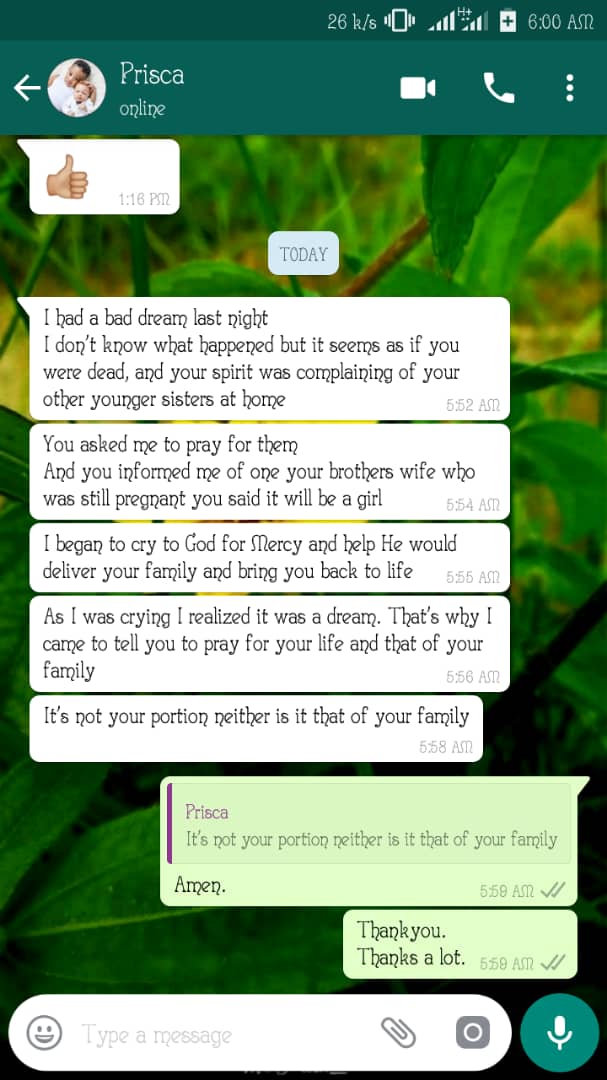 26 k/s H+ 6:00 AM
Prisca
online
1:16 PM
TODAY
I had a bad dream last night
I don't know what happened but it seems as if you
were dead, and your spirit was complaining of your
other younger sisters at home
5:52 AM
You asked me to pray for them
And you informed me of one your brothers wife who
was still pregnant you said it will be a girl
5:54 AM
I began to cry to God for Mercy and help He would
deliver your family and bring you back to life
5:55 AM
As I was crying I realized it was a dream. That's why I
came to tell you to pray for your life and that of your
family
5:56 AM
It's not your portion neither is it that of your family
5:58 AM
Prisca
It's not your portion neither is it that of your family
Amen.
5:59 AM
Thankyou.
Thanks a lot.
5:59 AM
Type a message